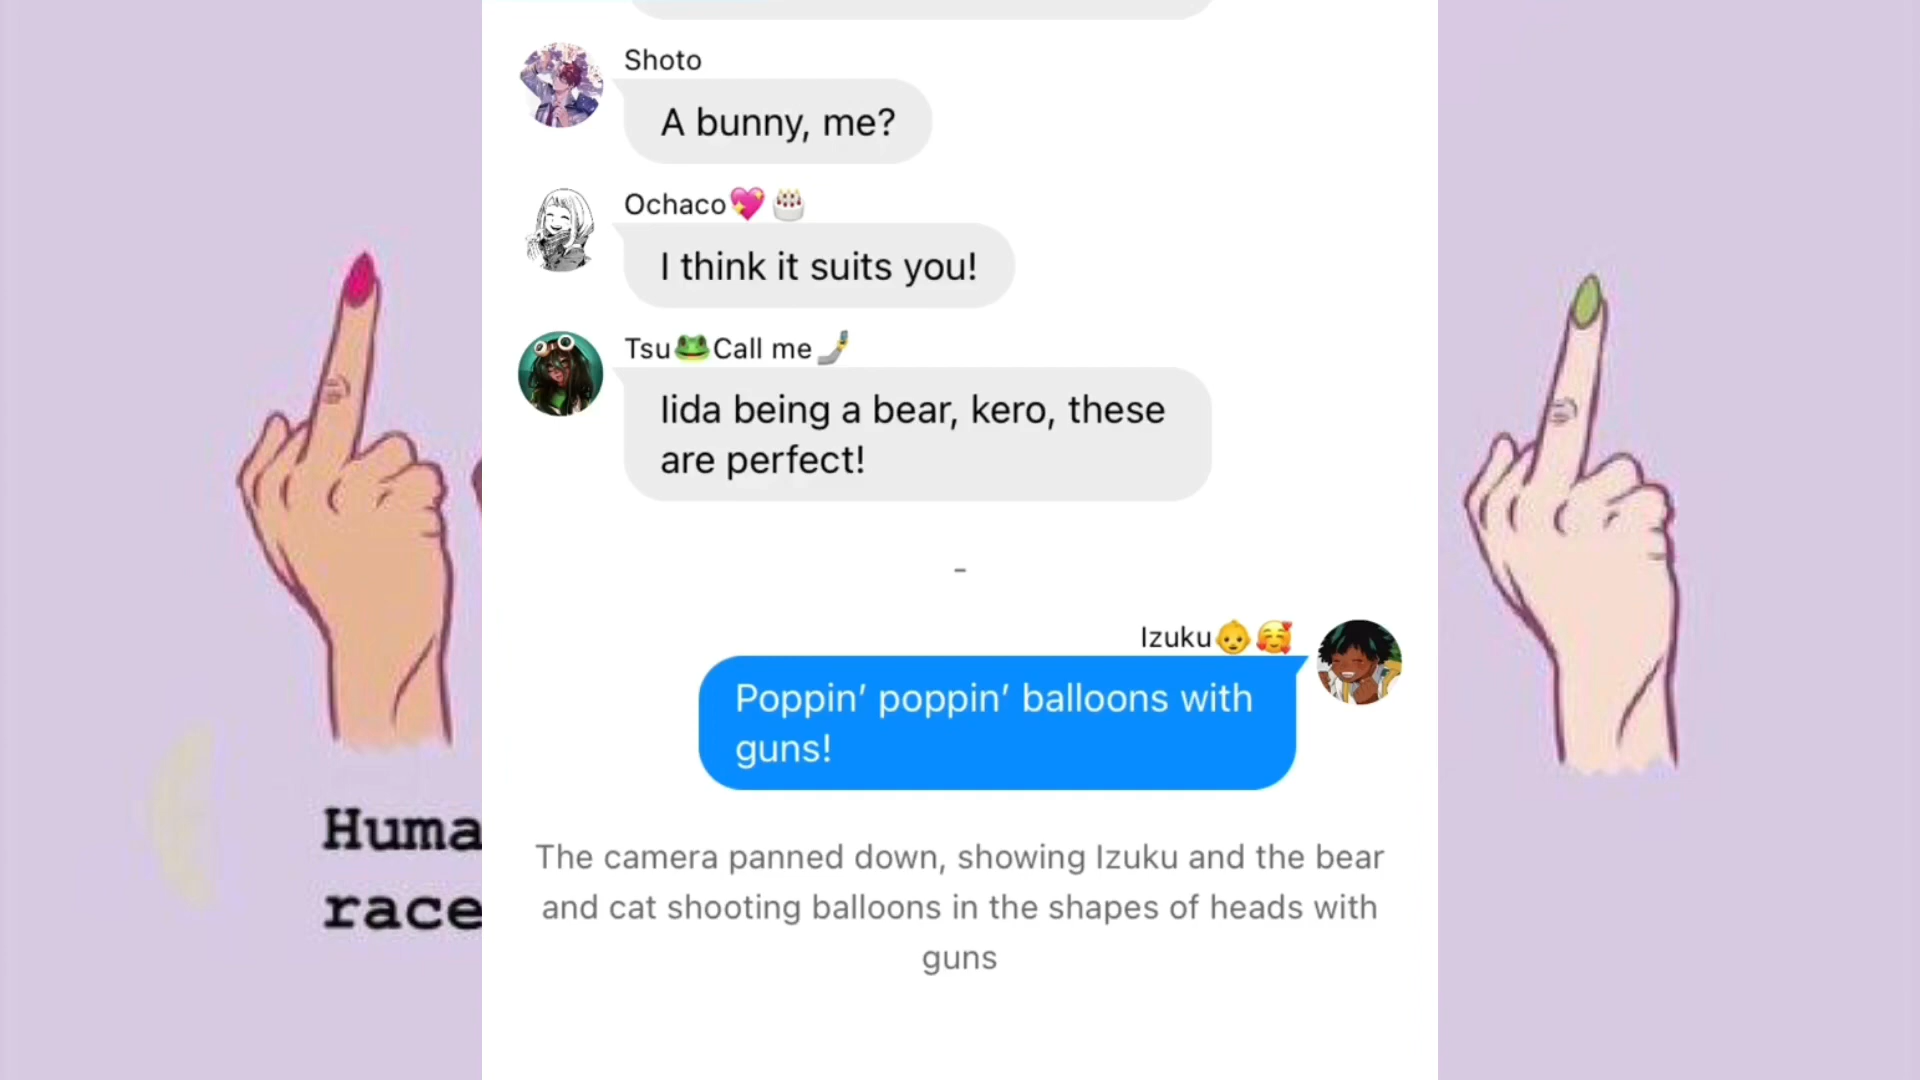 Shoto
A bunny, me?
Ochaco💖🎂
I think it suits you!
Tsu🐸Call me🤳
Iida being a bear, kero, these
are perfect!
-
Izuku👶🥰
Poppin’ poppin’ balloons with
guns!
The camera panned down, showing Izuku and the bear
and cat shooting balloons in the shapes of heads with
guns
Huma
race